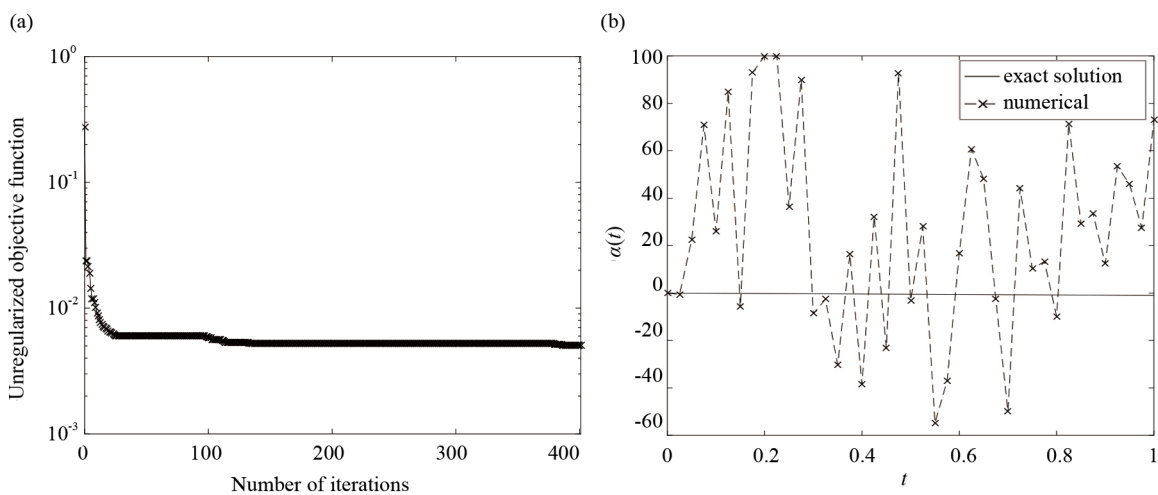 (a)
10^0
10^-1
10^-2
10^-3
Unregularized objective function
0 100 200 300 400
Number of iterations
(b)
100
80
60
40
20
0
-20
-40
-60
α(t)
exact solution
numerical
0 0.2 0.4 0.6 0.8 1
t